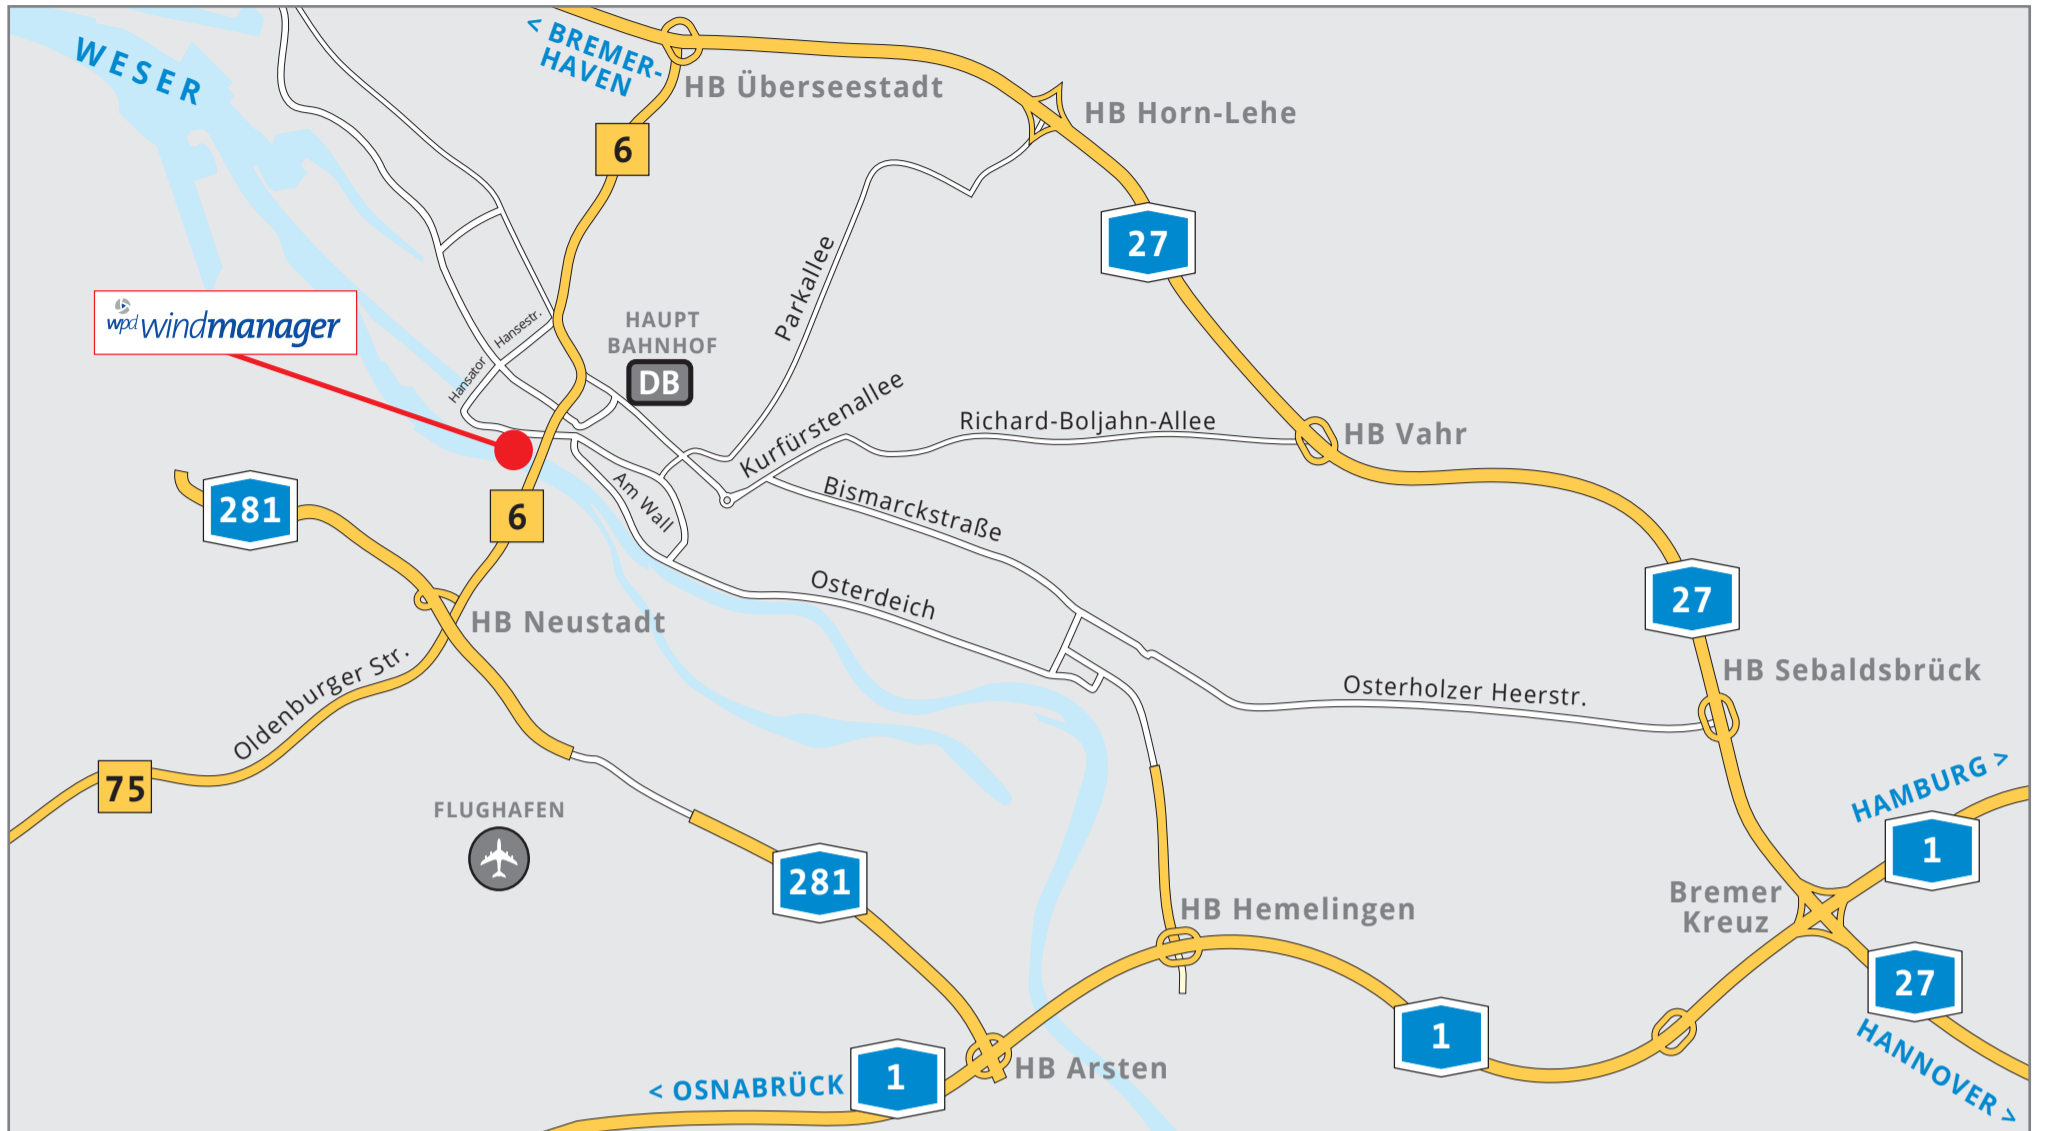 WESER
< BREMER-
HAVEN
HB Überseestadt
HB Horn-Lehe
6
27
Parkallee
wpd windmanager
Hansestr.
Hansator
HAUPT
BAHNHOF
DB
Kurfürstenallee
Richard-Boljahn-Allee
HB Vahr
281
6
Am Wall
Bismarckstraße
Osterdeich
27
HB Neustadt
Oldenburger Str.
HB Sebaldsbrück
Osterholzer Heerstr.
75
FLUGHAFEN
HAMBURG >
1
281
HB Hemelingen
Bremer
Kreuz
27
1
HANNOVER >
HB Arsten
1
< OSNABRÜCK